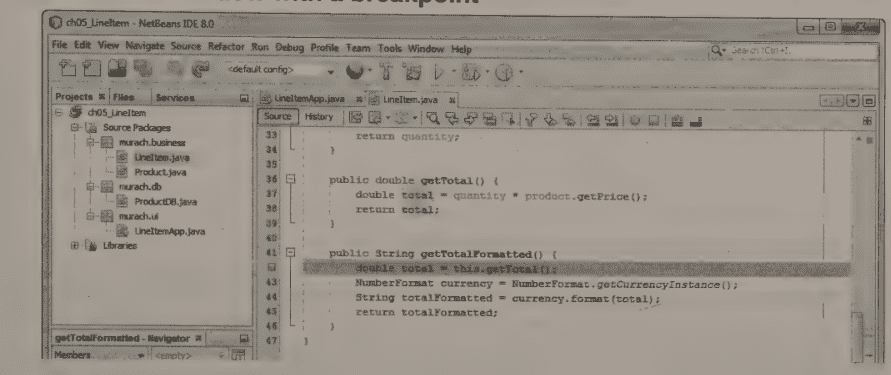 with a breakpoint
ch05_LineItem - NetBeans IDE 8.0
File Edit View Navigate Source Refactor Run Debug Profile Team Tools Window Help
<default config>
Projects Files Services
LineItemApp.java LineItem.java
ch05_LineItem
Source Packages
murach.business
LineItem.java
Product.java
murach.db
ProductDB.java
murach.ui
LineItemApp.java
Libraries
Source History
33 return quantity;
34 }
35
36 public double getTotal() {
37 double total = quantity * product.getPrice();
38 return total;
39 }
40
41 public String getTotalFormatted() {
double total = this.getTotal();
43 NumberFormat currency = NumberFormat.getCurrencyInstance();
44 String totalFormatted = currency.format(total);
45 return totalFormatted;
46 }
47 }
getTotalFormatted - Navigator
Members <empty>